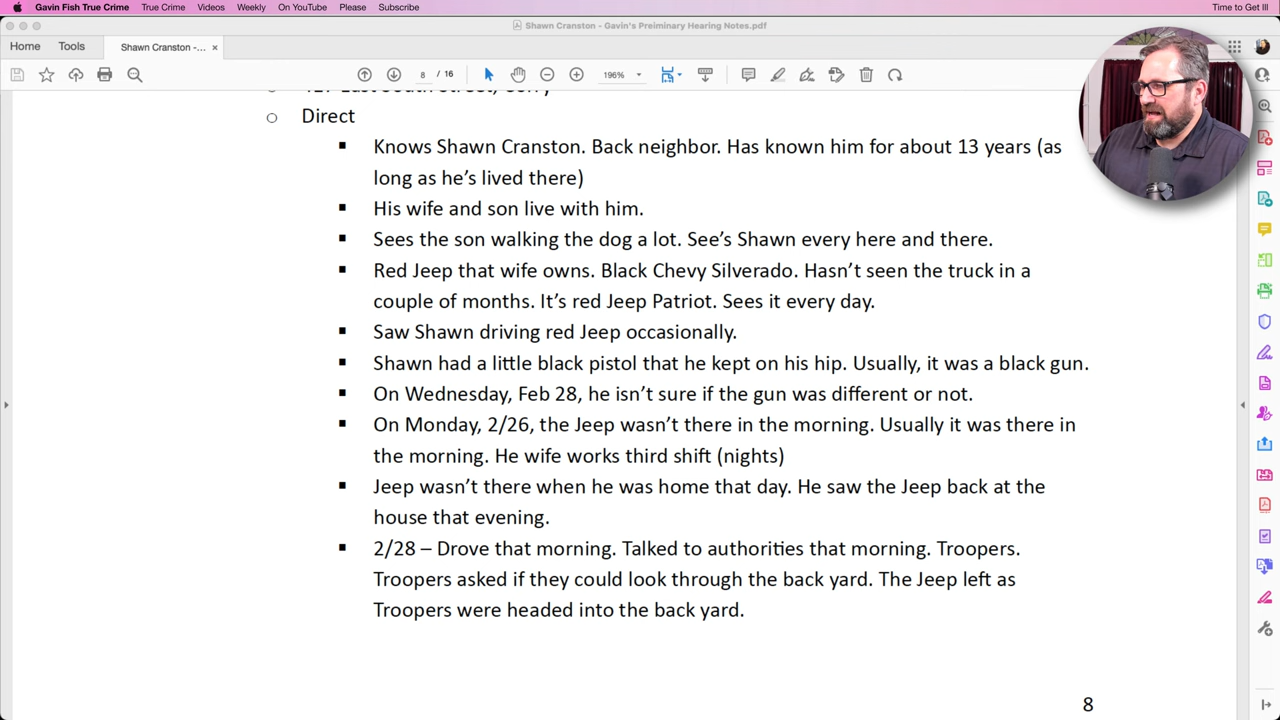 Gavin Fish True Crime True Crime Videos Weekly On YouTube Please Subscribe Time to Get Ill
Shawn Cranston - Gavin's Preiminary Hearing Notes.pdf
Home Tools Shawn Cranston -... ×
8 / 16 196%
Direct
Knows Shawn Cranston. Back neighbor. Has known him for about 13 years (as
long as he's lived there)
His wife and son live with him.
Sees the son walking the dog a lot. See's Shawn every here and there.
Red Jeep that wife owns. Black Chevy Silverado. Hasn't seen the truck in a
couple of months. It's red Jeep Patriot. Sees it every day.
Saw Shawn driving red Jeep occasionally.
Shawn had a little black pistol that he kept on his hip. Usually, it was a black gun.
On Wednesday, Feb 28, he isn't sure if the gun was different or not.
On Monday, 2/26, the Jeep wasn't there in the morning. Usually it was there in
the morning. He wife works third shift (nights)
Jeep wasn't there when he was home that day. He saw the Jeep back at the
house that evening.
2/28 – Drove that morning. Talked to authorities that morning. Troopers.
Troopers asked if they could look through the back yard. The Jeep left as
Troopers were headed into the back yard.
8